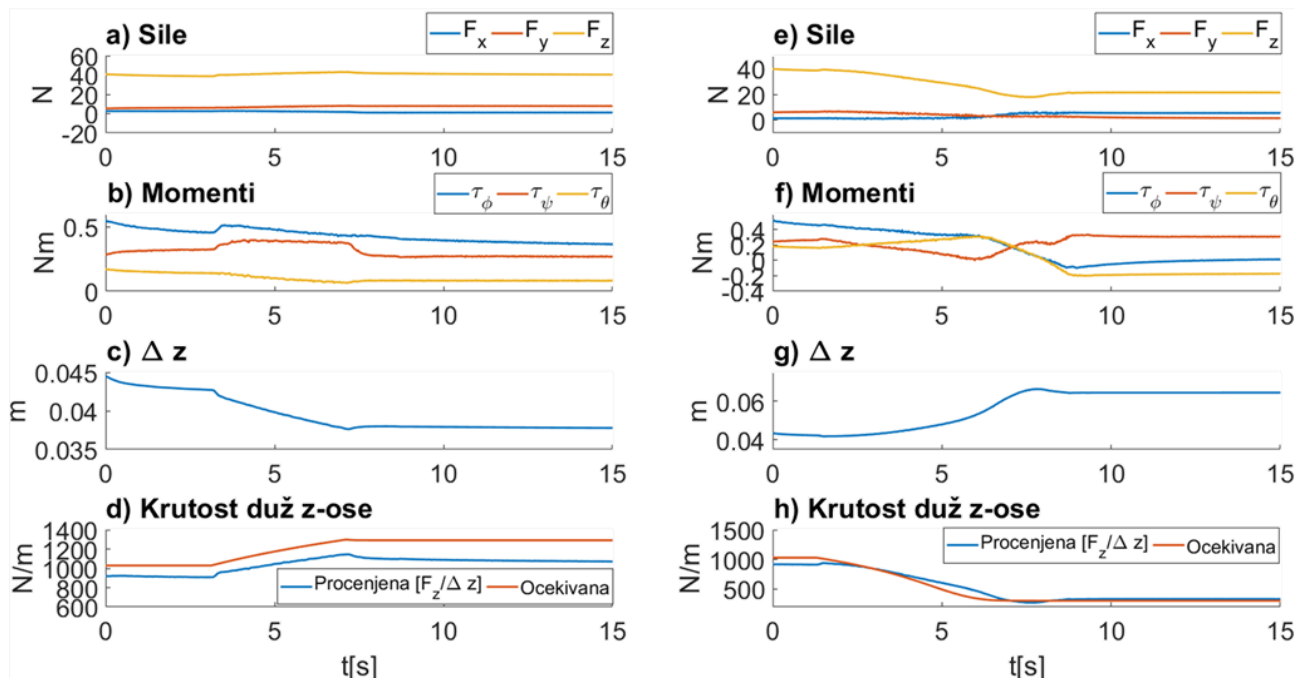 a) Sile
F_x F_y F_z
N
60
40
20
0
-20
0 5 10 15
b) Momenti
τ_ϕ τ_ψ τ_θ
Nm
0.5
0
0 5 10 15
c) Δ z
m
0.045
0.04
0.035
0 5 10 15
d) Krutost duž z-ose
N/m
1400
1200
1000
800
600
Procenjena [F_z/Δ z] Ocekivana
0 5 10 15
t[s]
e) Sile
F_x F_y F_z
N
40
20
0
0 5 10 15
f) Momenti
τ_ϕ τ_ψ τ_θ
Nm
0.4
0.2
0
-0.2
-0.4
0 5 10 15
g) Δ z
m
0.06
0.04
0 5 10 15
h) Krutost duž z-ose
N/m
1500
1000
500
Procenjena [F_z/Δ z] Ocekivana
0 5 10 15
t[s]